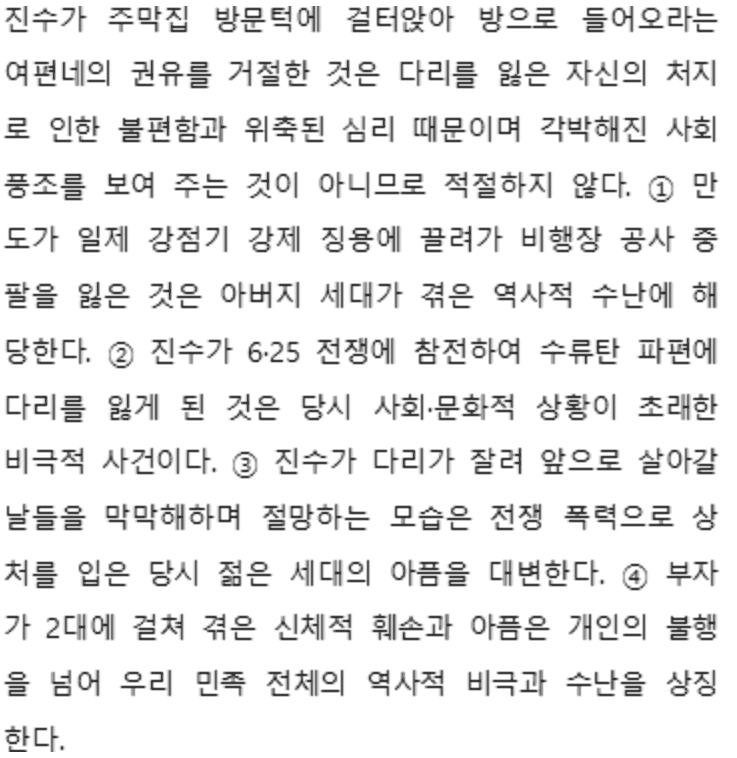 진수가 주막집 방문턱에 걸터앉아 방으로 들어오라는
여편네의 권유를 거절한 것은 다리를 잃은 자신의 처지
로 인한 불편함과 위축된 심리 때문이며 각박해진 사회
풍조를 보여 주는 것이 아니므로 적절하지 않다. ① 만
도가 일제 강점기 강제 징용에 끌려가 비행장 공사 중
팔을 잃은 것은 아버지 세대가 겪은 역사적 수난에 해
당한다. ② 진수가 6·25 전쟁에 참전하여 수류탄 파편에
다리를 잃게 된 것은 당시 사회·문화적 상황이 초래한
비극적 사건이다. ③ 진수가 다리가 잘려 앞으로 살아갈
날들을 막막해하며 절망하는 모습은 전쟁 폭력으로 상
처를 입은 당시 젊은 세대의 아픔을 대변한다. ④ 부자
가 2대에 걸쳐 겪은 신체적 훼손과 아픔은 개인의 불행
을 넘어 우리 민족 전체의 역사적 비극과 수난을 상징
한다.